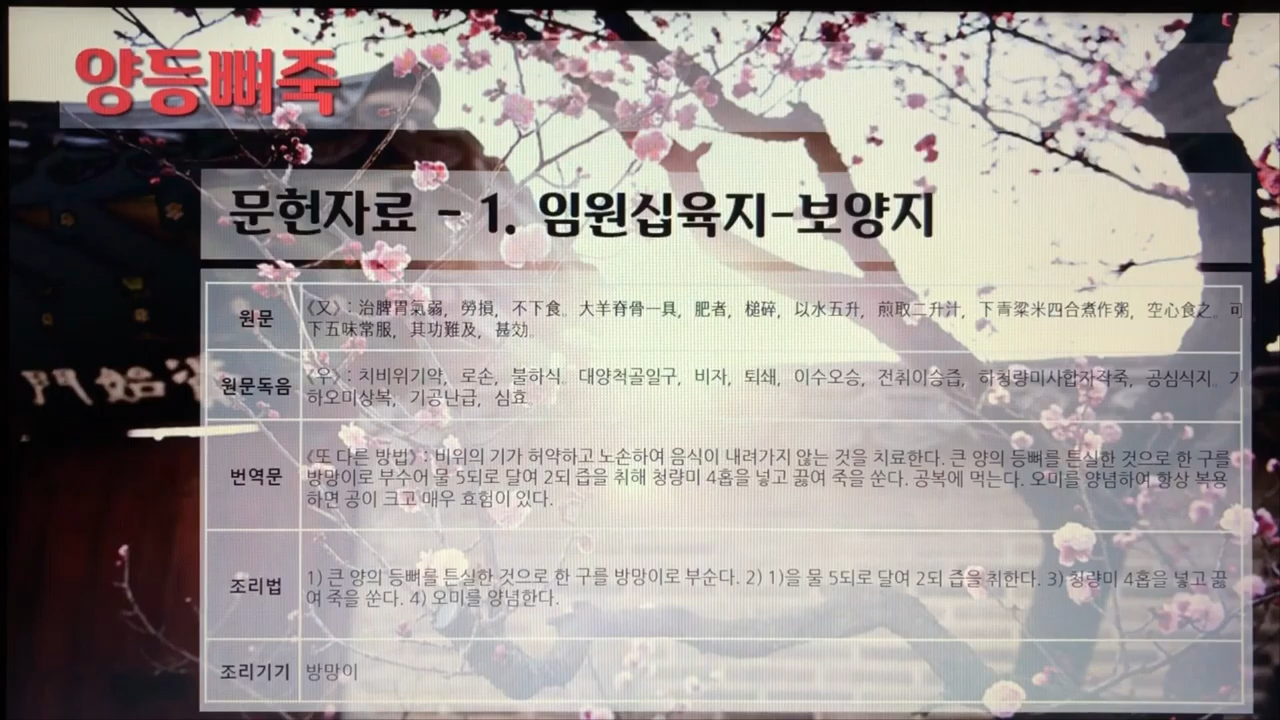 양등뼈죽
문헌자료 - 1. 임원십육지-보양지
원문
《又》: 治脾胃氣弱, 勞損, 不下食. 大羊脊骨一具, 肥者, 槌碎, 以水五升, 煎取二升汁, 下青粱米四合煮作粥, 空心食之. 可
下五味常服, 其功難及, 甚効.
원문독음
《우》: 치비위기약, 로손, 불하식. 대양척골일구, 비자, 퇴쇄, 이수오승, 전취이승즙, 하청량미사합자작죽, 공심식지. 가
하오미상복, 기공난급, 심효.
번역문
《또 다른 방법》: 비위의 기가 허약하고 노손하여 음식이 내려가지 않는 것을 치료한다. 큰 양의 등뼈를 튼실한 것으로 한 구를
방망이로 부수어 물 5되로 달여 2되 즙을 취해 청량미 4홉을 넣고 끓여 죽을 쑨다. 공복에 먹는다. 오미를 양념하여 항상 복용
하면 공이 크고 매우 효험이 있다.
조리법
1) 큰 양의 등뼈를 튼실한 것으로 한 구를 방망이로 부순다. 2) 1)을 물 5되로 달여 2되 즙을 취한다. 3) 청량미 4홉을 넣고 끓
여 죽을 쑨다. 4) 오미를 양념한다.
조리기기
방망이
門始